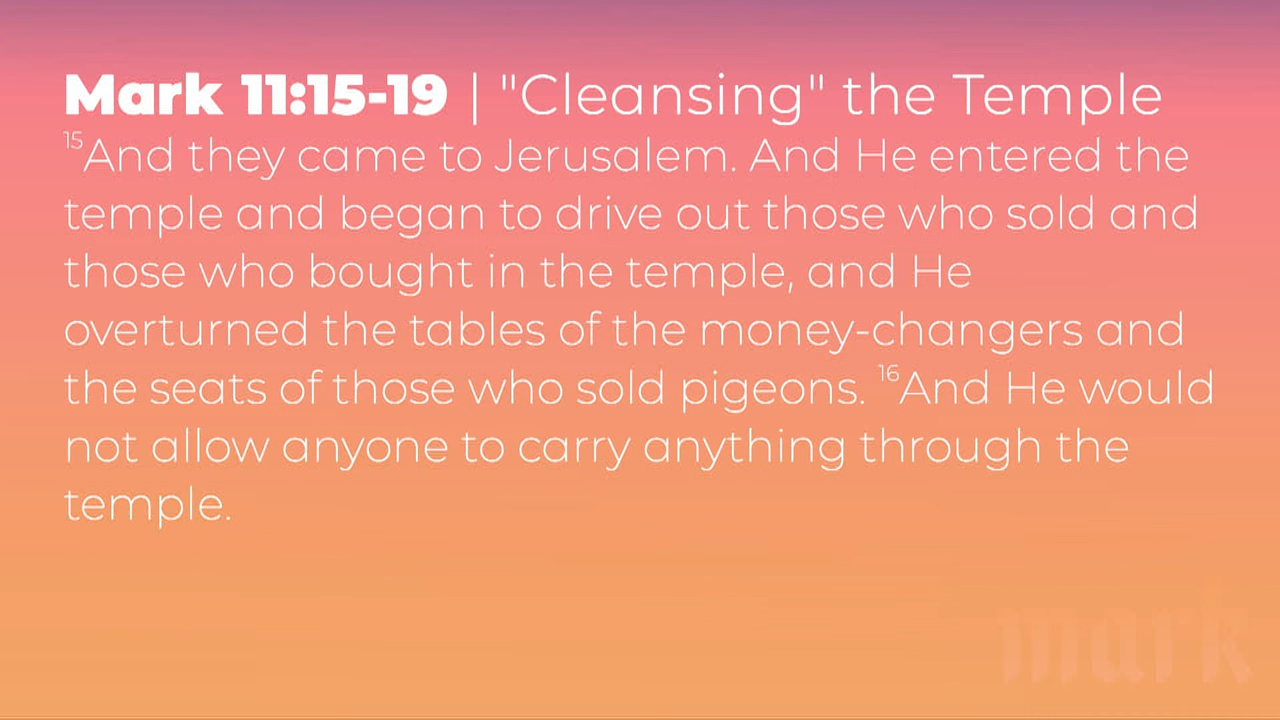 Mark 11:15-19 | "Cleansing" the Temple
15And they came to Jerusalem. And He entered the
temple and began to drive out those who sold and
those who bought in the temple, and He
overturned the tables of the money-changers and
the seats of those who sold pigeons. 16And He would
not allow anyone to carry anything through the
temple.
mark